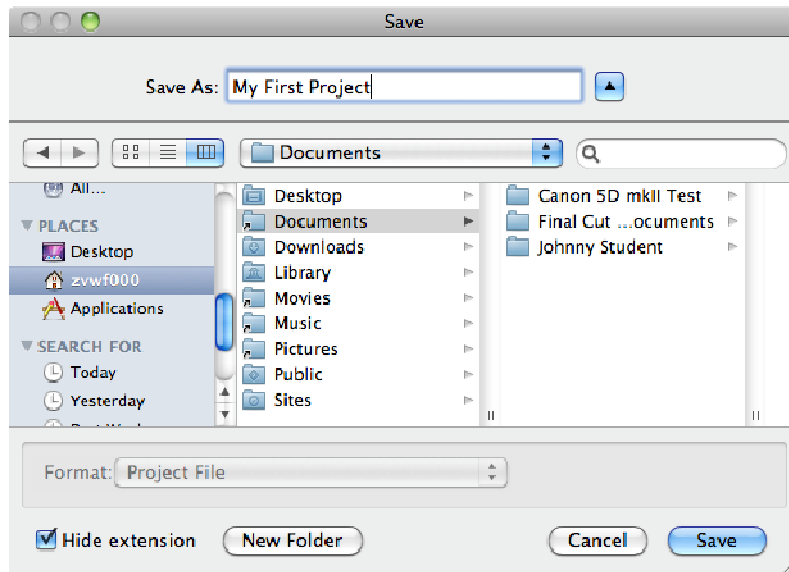 Save
Save As: My First Project
Documents
All...
PLACES
Desktop
zvwf000
Applications
SEARCH FOR
Today
Yesterday
Desktop
Documents
Downloads
Library
Movies
Music
Pictures
Public
Sites
Canon 5D mkII Test
Final Cut ...ocuments
Johnny Student
Format: Project File
Hide extension
New Folder
Cancel
Save